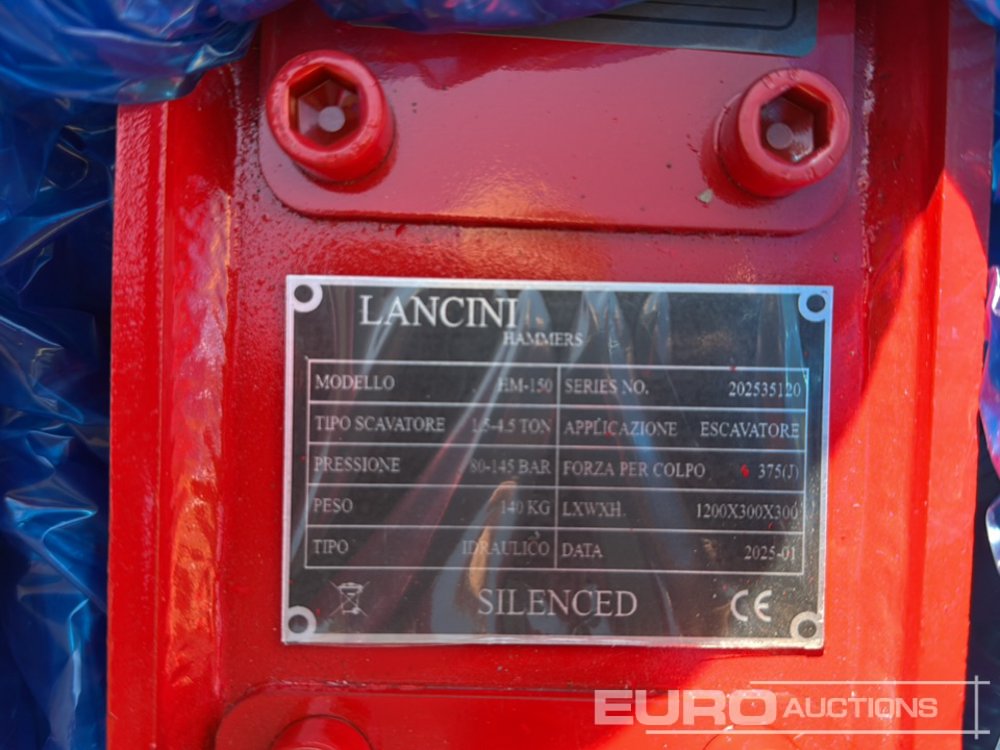 LANCINI
HAMMERS
MODELLO HM-150 SERIES NO. 202535120
TIPO SCAVATORE 1.5-4.5 TON APPLICAZIONE ESCAVATORE
PRESSIONE 80-145 BAR FORZA PER COLPO 375(J)
PESO 140 KG LXWXH. 1200X300X300
TIPO IDRAULICO DATA 2025-01
SILENCED CE
EURO AUCTIONS